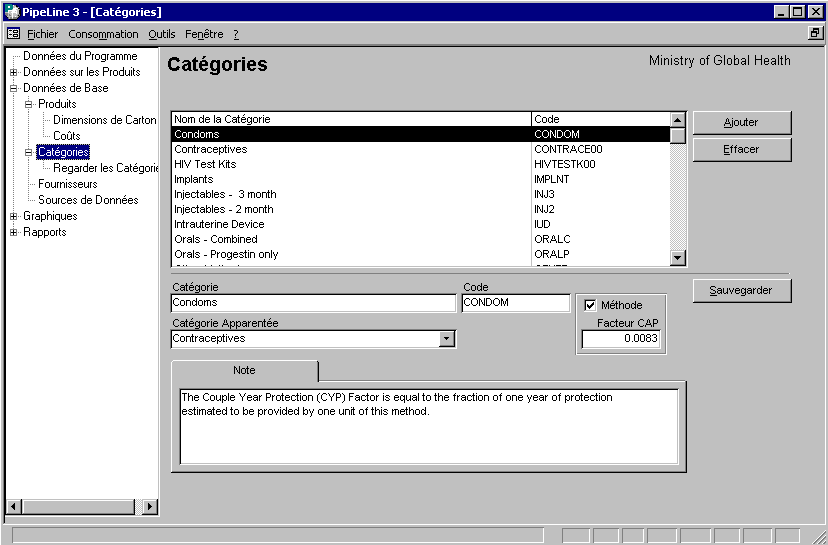 PipeLine 3 - [Catégories]
Fichier Consommation Outils Fenêtre ?
Données du Programme
Données sur les Produits
Données de Base
Produits
Dimensions de Carton
Coûts
Catégories
Regarder les Catégorie
Fournisseurs
Sources de Données
Graphiques
Rapports
Catégories
Ministry of Global Health
Nom de la Catégorie Code
Condoms CONDOM
Contraceptives CONTRACE00
HIV Test Kits HIVTESTK00
Implants IMPLNT
Injectables - 3 month INJ3
Injectables - 2 month INJ2
Intrauterine Device IUD
Orals - Combined ORALC
Orals - Progestin only ORALP
Ajouter
Effacer
Catégorie Code
Condoms CONDOM
Catégorie Apparentée
Contraceptives
Méthode
Facteur CAP
0.0083
Sauvegarder
Note
The Couple Year Protection (CYP) Factor is equal to the fraction of one year of protection
estimated to be provided by one unit of this method.